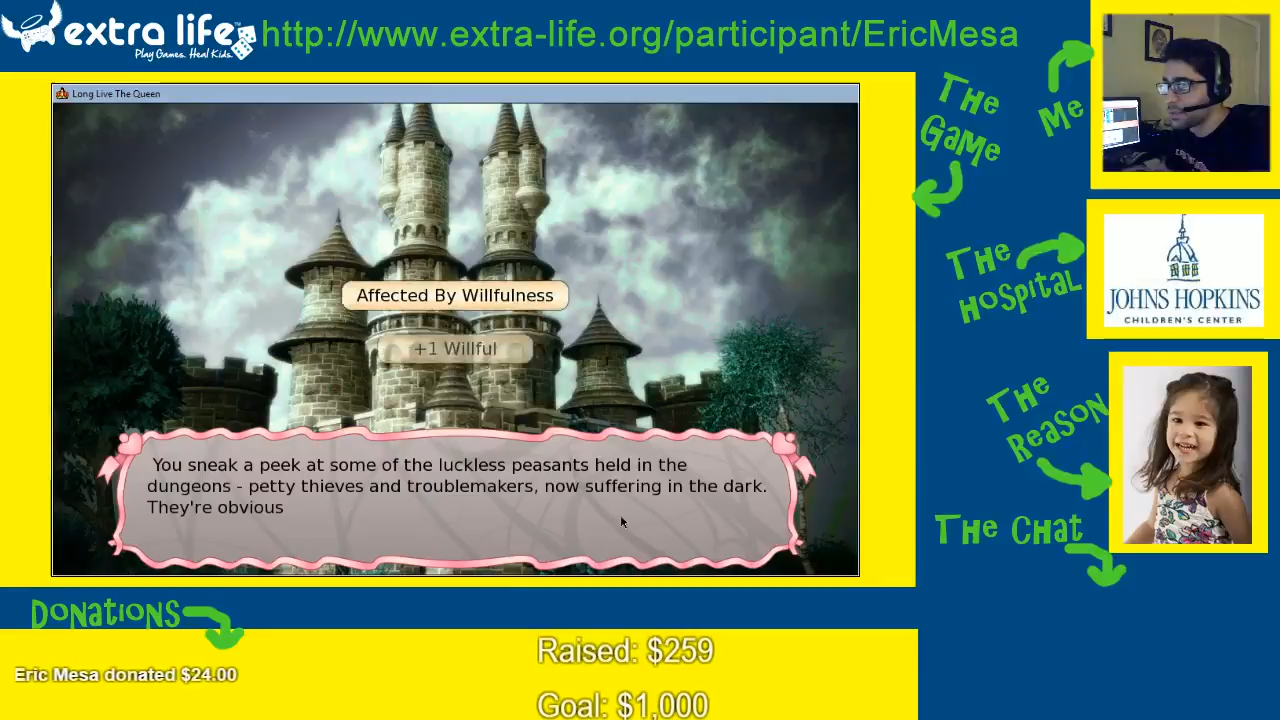 extra life
Play Games. Heal Kids.
http://www.extra-life.org/participant/EricMesa
Long Live The Queen
Affected By Willfulness
+1 Willful
You sneak a peek at some of the luckless peasants held in the
dungeons - petty thieves and troublemakers, now suffering in the dark.
They're obvious
The
Game
Me
The
Hospital
JOHNS HOPKINS
CHILDREN'S CENTER
The
Reason
The Chat
Donations
Eric Mesa donated $24.00
Raised: $259
Goal: $1,000